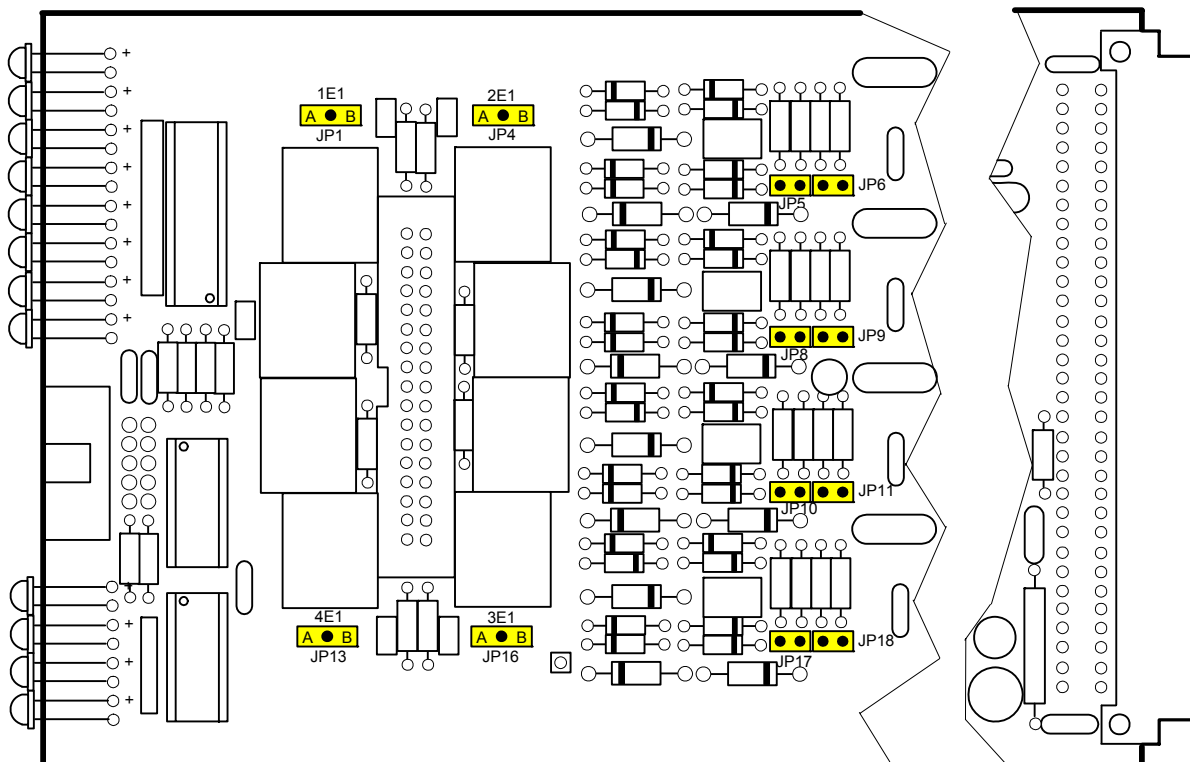 +
+
1E1
2E1
A B
A B
JP1
JP4
+
+
JP6
JP5
+
+
+
+
JP9
JP8
JP11
JP10
+
4E1
3E1
+
A B
A B
JP18
JP13
JP16
JP17
+
+